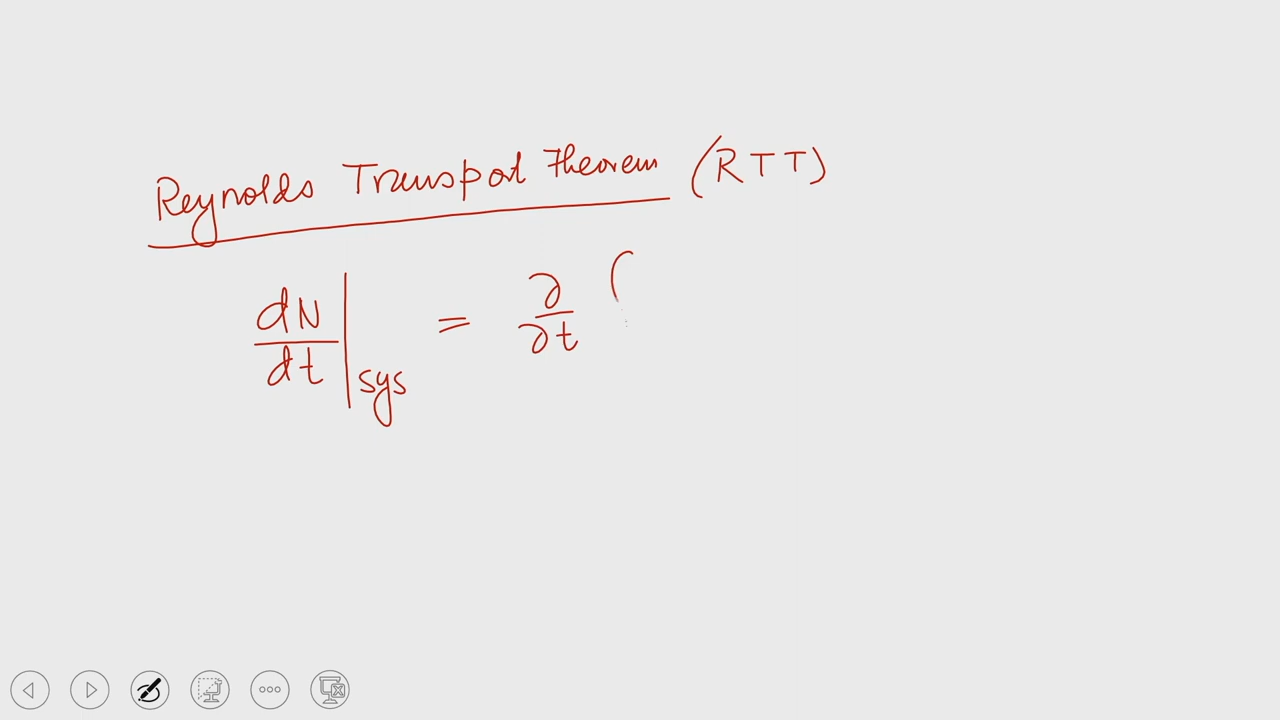 Reynolds Transport Theorem (RTT)
dN/dt |sys = ∂/∂t (